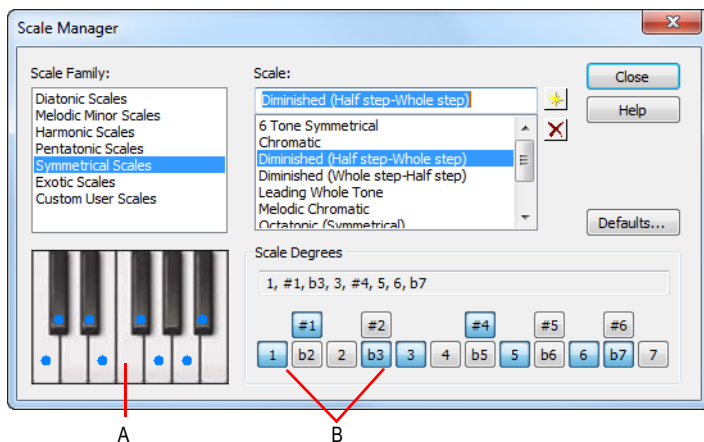 Scale Manager
x
Scale Family:
Diatonic Scales
Melodic Minor Scales
Harmonic Scales
Pentatonic Scales
Symmetrical Scales
Exotic Scales
Custom User Scales
Scale:
Diminished (Half step-Whole step)
6 Tone Symmetrical
Chromatic
Diminished (Half step-Whole step)
Diminished (Whole step-Half step)
Leading Whole Tone
Melodic Chromatic
Octatonic (Symmetrical)
Close
Help
Defaults...
Scale Degrees
1, #1, b3, 3, #4, 5, 6, b7
#1 #2 #4 #5 #6
1 b2 2 b3 3 4 b5 5 b6 6 b7 7
A B